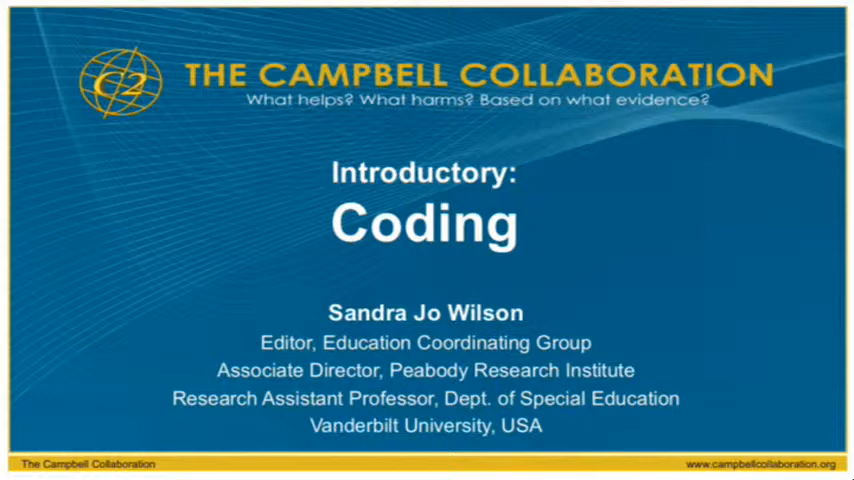 C2
THE CAMPBELL COLLABORATION
What helps? What harms? Based on what evidence?
Introductory:
Coding
Sandra Jo Wilson
Editor, Education Coordinating Group
Associate Director, Peabody Research Institute
Research Assistant Professor, Dept. of Special Education
Vanderbilt University, USA
The Campbell Collaboration
www.campbellcollaboration.org